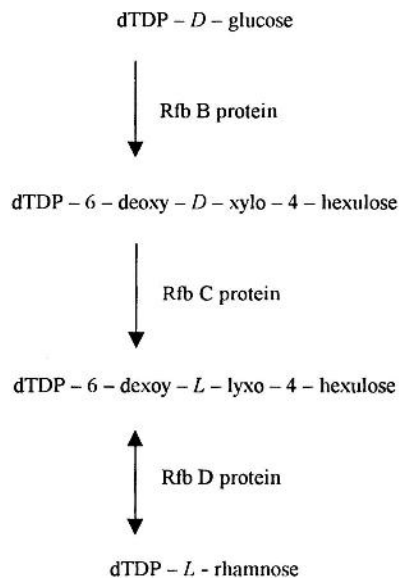 dTDP – D – glucose
Rfb B protein
dTDP – 6 – deoxy – D – xylo – 4 – hexulose
Rfb C protein
dTDP – 6 – dexoy – L – lyxo – 4 – hexulose
Rfb D protein
dTDP – L - rhamnose